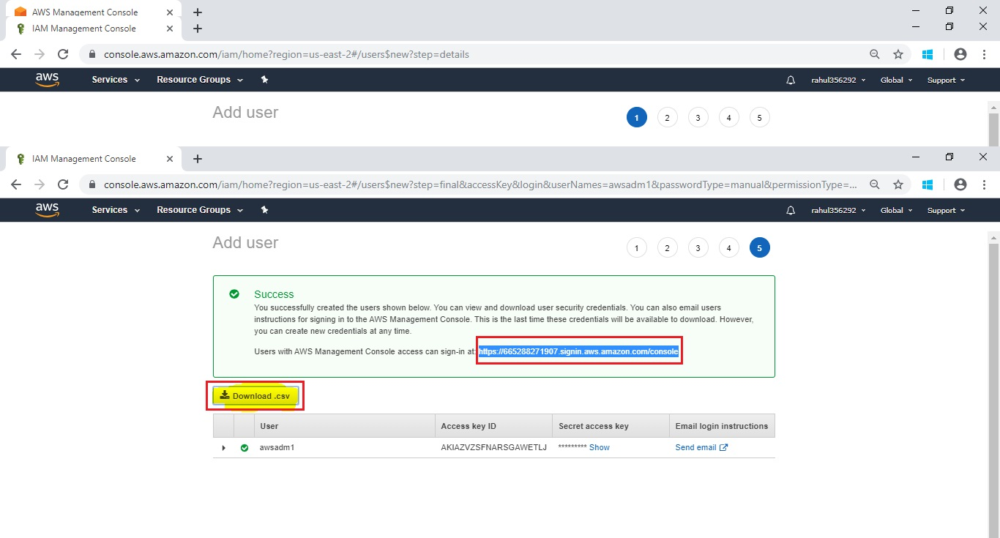 AWS Management Console
IAM Management Console
console.aws.amazon.com/iam/home?region=us-east-2#/users$new?step=details
aws Services Resource Groups rahul356292 Global Support
Add user 1 2 3 4 5
IAM Management Console
console.aws.amazon.com/iam/home?region=us-east-2#/users$new?step=final&accessKey&login&userNames=awsadm1&passwordType=manual&permissionType=...
aws Services Resource Groups rahul356292 Global Support
Add user 1 2 3 4 5
Success
You successfully created the users shown below. You can view and download user security credentials. You can also email users
instructions for signing in to the AWS Management Console. This is the last time these credentials will be available to download. However,
you can create new credentials at any time.
Users with AWS Management Console access can sign-in at: https://665288271907.signin.aws.amazon.com/console
Download .csv
User Access key ID Secret access key Email login instructions
awsadm1 AKIAZVZSFNARSGAWETLJ ********* Show Send email